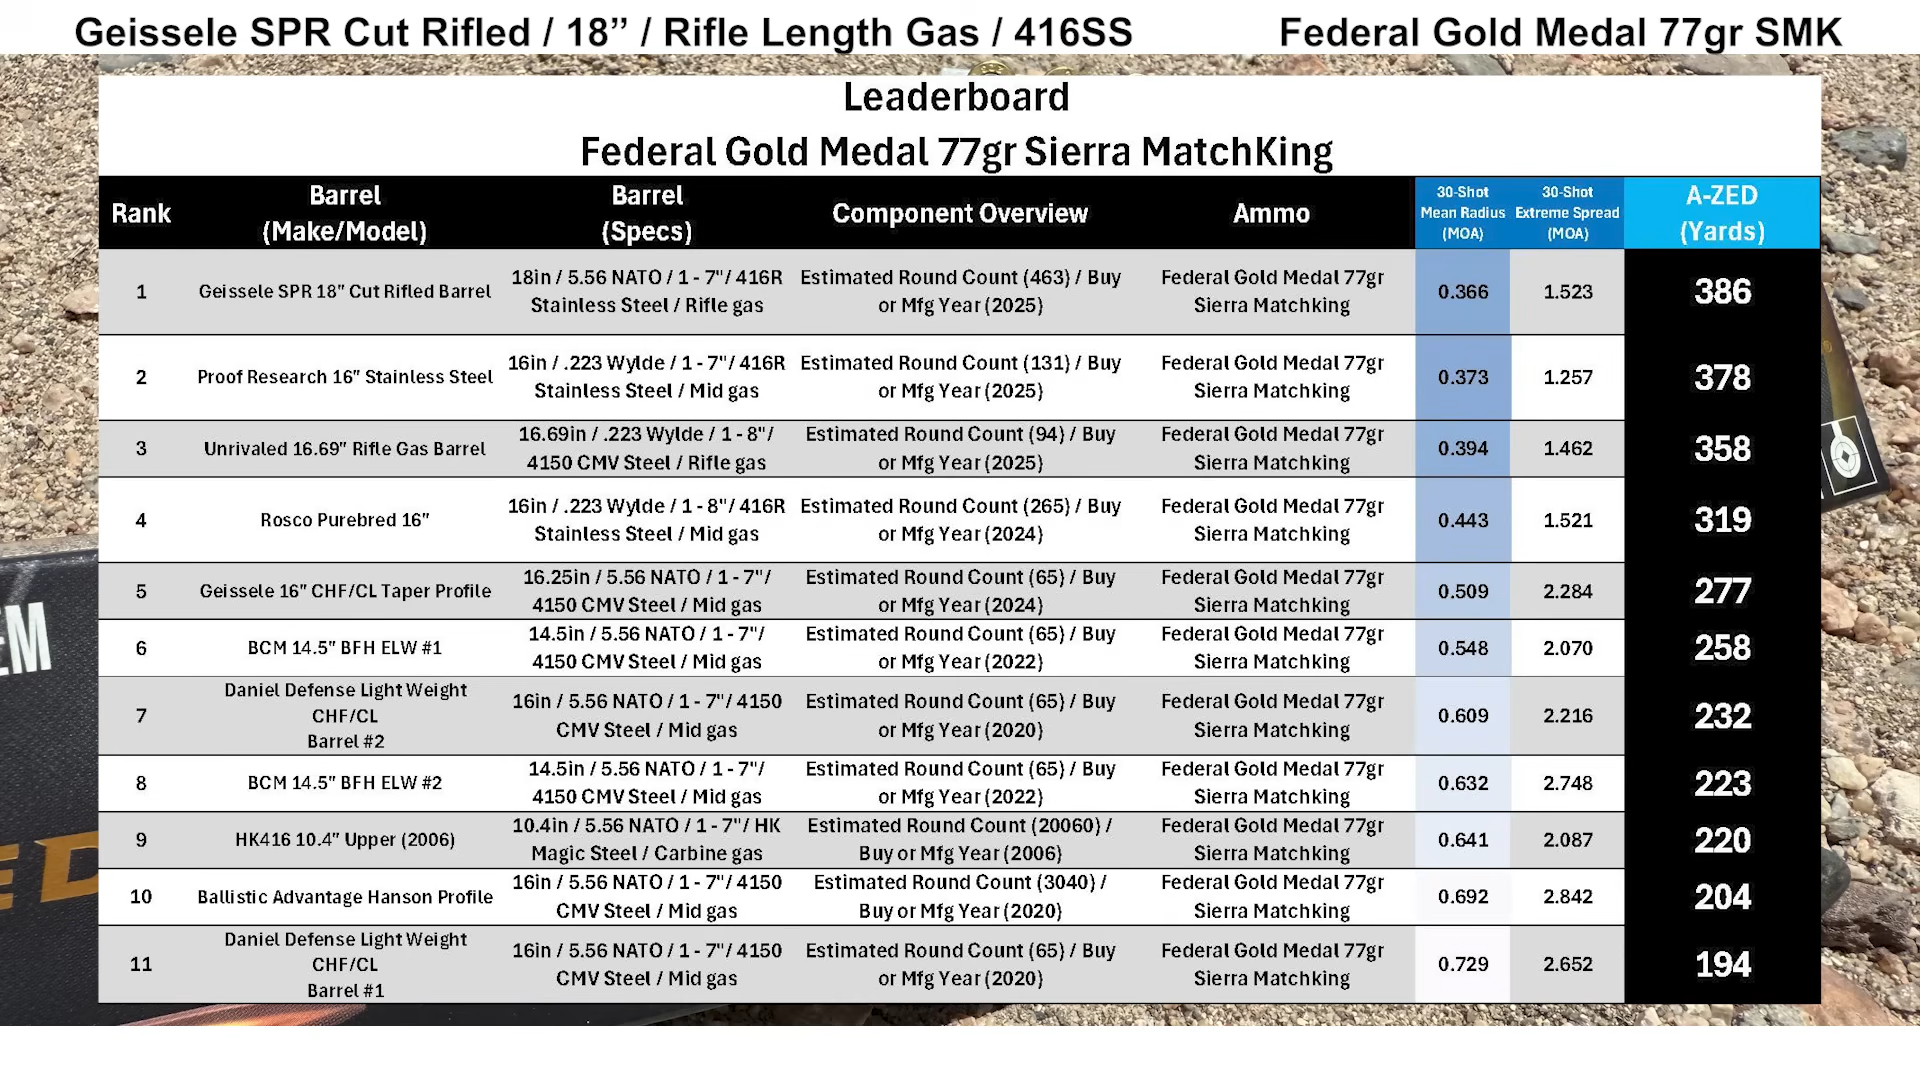 Geissele SPR Cut Rifled / 18” / Rifle Length Gas / 416SS
Federal Gold Medal 77gr SMK
Leaderboard
Federal Gold Medal 77gr Sierra MatchKing
Rank
Barrel
(Make/Model)
Barrel
(Specs)
Component Overview
Ammo
30-Shot
Mean Radius
(MOA)
30-Shot
Extreme Spread
(MOA)
A-ZED
(Yards)
1
Geissele SPR 18" Cut Rifled Barrel
18in / 5.56 NATO / 1 - 7"/ 416R
Stainless Steel / Rifle gas
Estimated Round Count (463) / Buy
or Mfg Year (2025)
Federal Gold Medal 77gr
Sierra Matchking
0.366
1.523
386
2
Proof Research 16" Stainless Steel
16in / .223 Wylde / 1 - 7"/ 416R
Stainless Steel / Mid gas
Estimated Round Count (131) / Buy
or Mfg Year (2025)
Federal Gold Medal 77gr
Sierra Matchking
0.373
1.257
378
3
Unrivaled 16.69" Rifle Gas Barrel
16.69in / .223 Wylde / 1 - 8"/
4150 CMV Steel / Rifle gas
Estimated Round Count (94) / Buy
or Mfg Year (2025)
Federal Gold Medal 77gr
Sierra Matchking
0.394
1.462
358
4
Rosco Purebred 16"
16in / .223 Wylde / 1 - 8"/ 416R
Stainless Steel / Mid gas
Estimated Round Count (265) / Buy
or Mfg Year (2024)
Federal Gold Medal 77gr
Sierra Matchking
0.443
1.521
319
5
Geissele 16" CHF/CL Taper Profile
16.25in / 5.56 NATO / 1 - 7"/
4150 CMV Steel / Mid gas
Estimated Round Count (65) / Buy
or Mfg Year (2024)
Federal Gold Medal 77gr
Sierra Matchking
0.509
2.284
277
6
BCM 14.5" BFH ELW #1
14.5in / 5.56 NATO / 1 - 7"/
4150 CMV Steel / Mid gas
Estimated Round Count (65) / Buy
or Mfg Year (2022)
Federal Gold Medal 77gr
Sierra Matchking
0.548
2.070
258
7
Daniel Defense Light Weight
CHF/CL
Barrel #2
16in / 5.56 NATO / 1 - 7"/ 4150
CMV Steel / Mid gas
Estimated Round Count (65) / Buy
or Mfg Year (2020)
Federal Gold Medal 77gr
Sierra Matchking
0.609
2.216
232
8
BCM 14.5" BFH ELW #2
14.5in / 5.56 NATO / 1 - 7"/
4150 CMV Steel / Mid gas
Estimated Round Count (65) / Buy
or Mfg Year (2022)
Federal Gold Medal 77gr
Sierra Matchking
0.632
2.748
223
9
HK416 10.4" Upper (2006)
10.4in / 5.56 NATO / 1 - 7"/ HK
Magic Steel / Carbine gas
Estimated Round Count (20060) /
Buy or Mfg Year (2006)
Federal Gold Medal 77gr
Sierra Matchking
0.641
2.087
220
10
Ballistic Advantage Hanson Profile
16in / 5.56 NATO / 1 - 7"/ 4150
CMV Steel / Mid gas
Estimated Round Count (3040) /
Buy or Mfg Year (2020)
Federal Gold Medal 77gr
Sierra Matchking
0.692
2.842
204
11
Daniel Defense Light Weight
CHF/CL
Barrel #1
16in / 5.56 NATO / 1 - 7"/ 4150
CMV Steel / Mid gas
Estimated Round Count (65) / Buy
or Mfg Year (2020)
Federal Gold Medal 77gr
Sierra Matchking
0.729
2.652
194